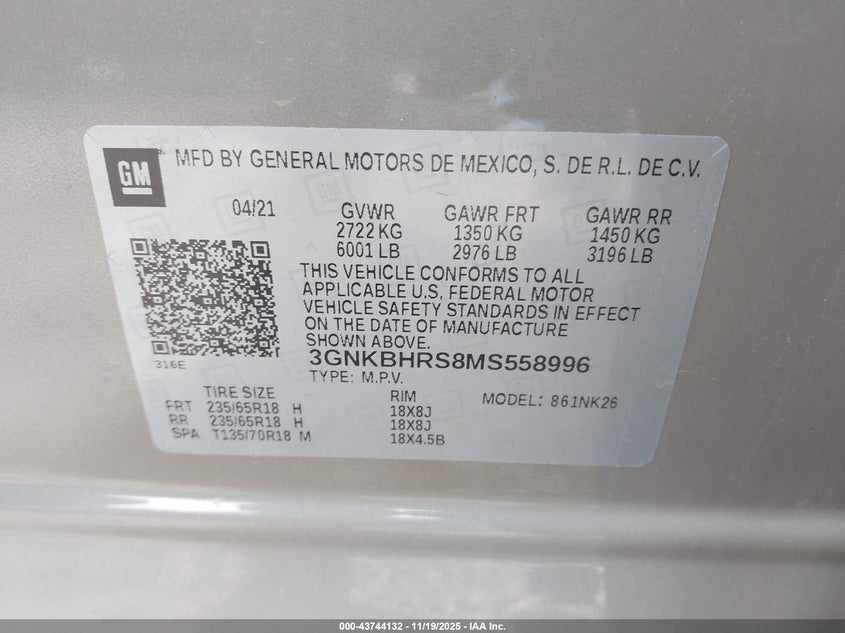 GM
MFD BY GENERAL MOTORS DE MEXICO, S. DE R.L. DE C.V.
04/21 GVWR GAWR FRT GAWR RR
2722 KG 1350 KG 1450 KG
6001 LB 2976 LB 3196 LB
THIS VEHICLE CONFORMS TO ALL
APPLICABLE U.S. FEDERAL MOTOR
VEHICLE SAFETY STANDARDS IN EFFECT
ON THE DATE OF MANUFACTURE
SHOWN ABOVE.
316E
3GNKBHRS8MS558996
TYPE: M.P.V.
TIRE SIZE RIM MODEL: 861NK26
FRT 235/65R18 H 18X8J
RR 235/65R18 H 18X8J
SPA T135/70R18 M 18X4.5B
000-43744132 - 11/19/2025 - IAA Inc.